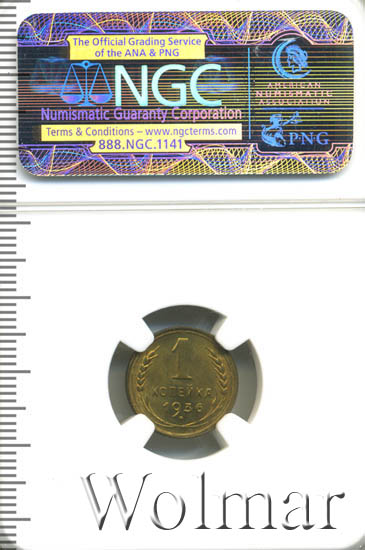 The Official Grading Service
of the ANA & PNG
NGC
Numismatic Guaranty Corporation
Terms & Conditions – www.ngcterms.com
888.NGC.1141
AMERICAN
NUMISMATIC
ASSOCIATION
PNG
1
КОПЕЙКА
1936
Wolmar